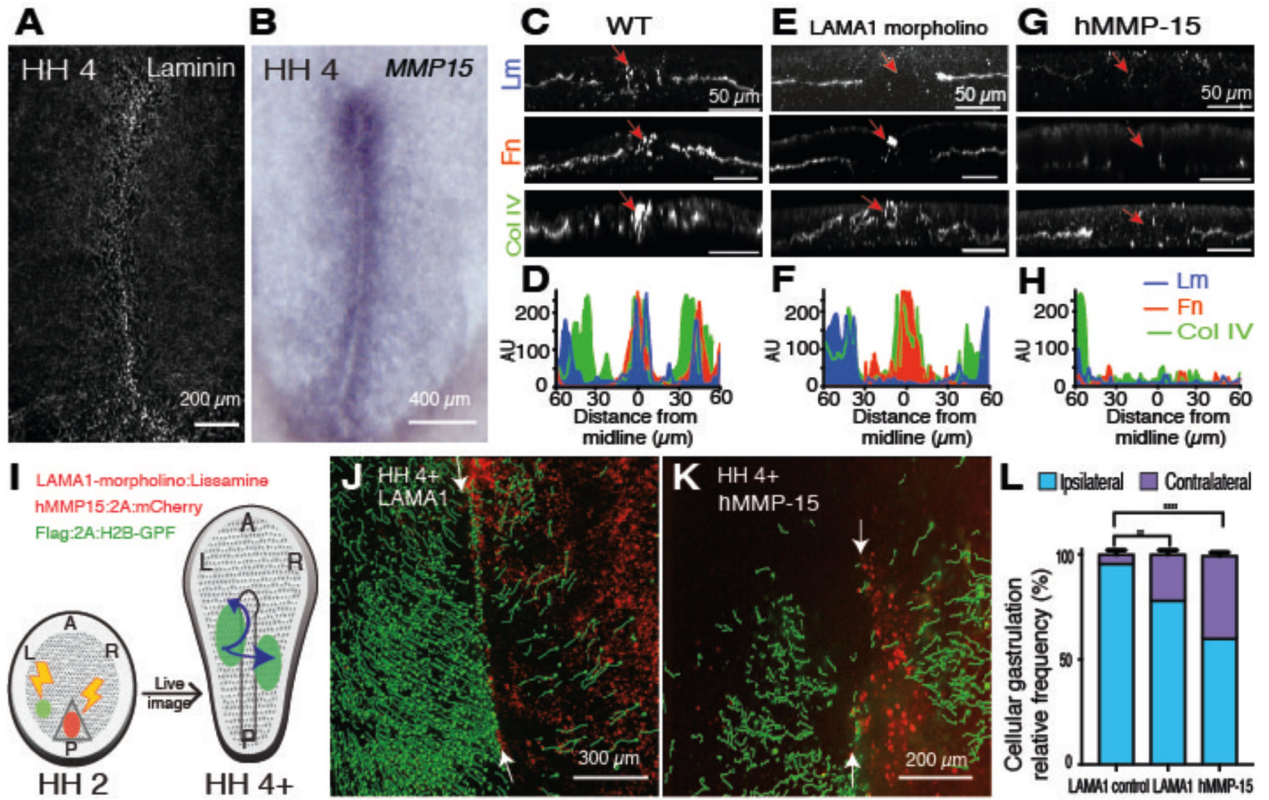 A
HH 4
Laminin
200 µm
B
HH 4
MMP15
400 µm
C
WT
Lm
50 µm
Fn
Col IV
E
LAMA1 morpholino
50 µm
G
hMMP-15
50 µm
D
200
100
0
AU
60 30 0 30 60
Distance from
midline (µm)
F
200
100
0
AU
60 30 0 30 60
Distance from
midline (µm)
H
Lm
Fn
Col IV
200
100
0
AU
60 30 0 30 60
Distance from
midline (µm)
I
LAMA1-morpholino:Lissamine
hMMP15:2A:mCherry
Flag:2A:H2B-GPF
A
L R
P
HH 2
Live
image
A
L R
P
HH 4+
J
HH 4+
LAMA1
300 µm
K
HH 4+
hMMP-15
200 µm
L
Ipsilateral Contralateral
100
50
0
Cellular gastrulation
relative frequency (%)
LAMA1 control LAMA1 hMMP-15